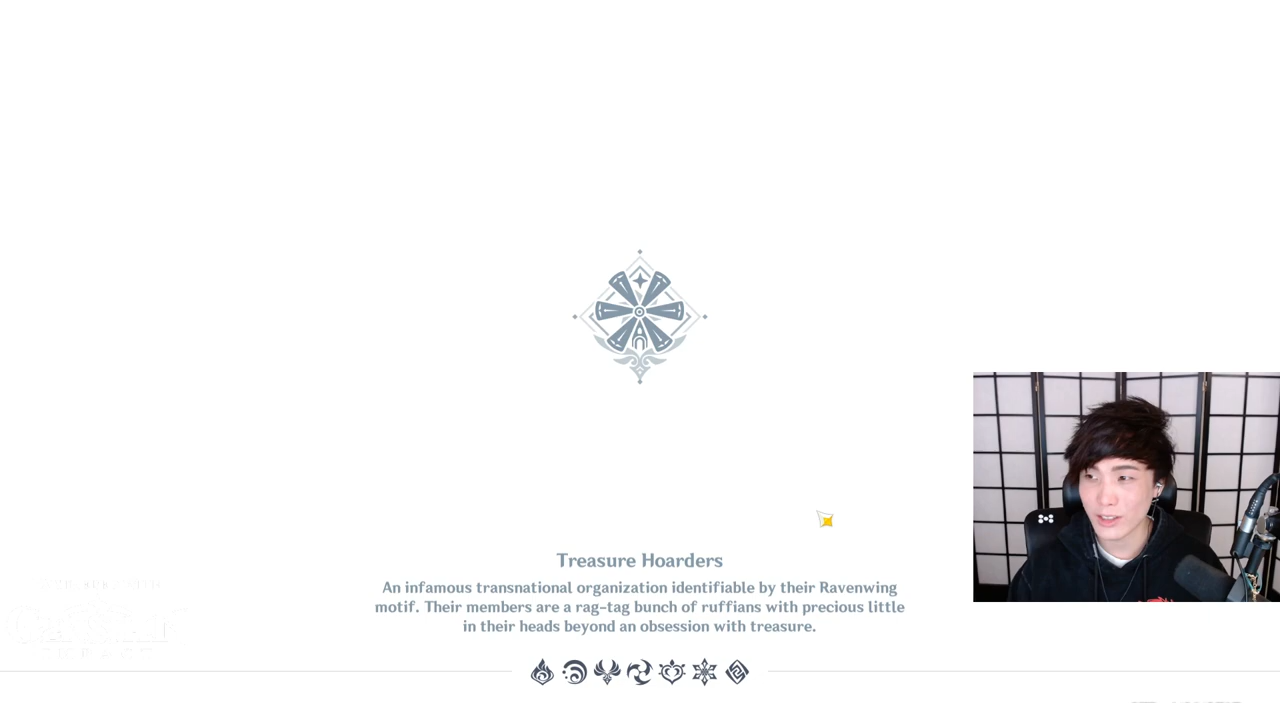 Treasure Hoarders
An infamous transnational organization identifiable by their Ravenwing
motif. Their members are a rag-tag bunch of ruffians with precious little
in their heads beyond an obsession with treasure.